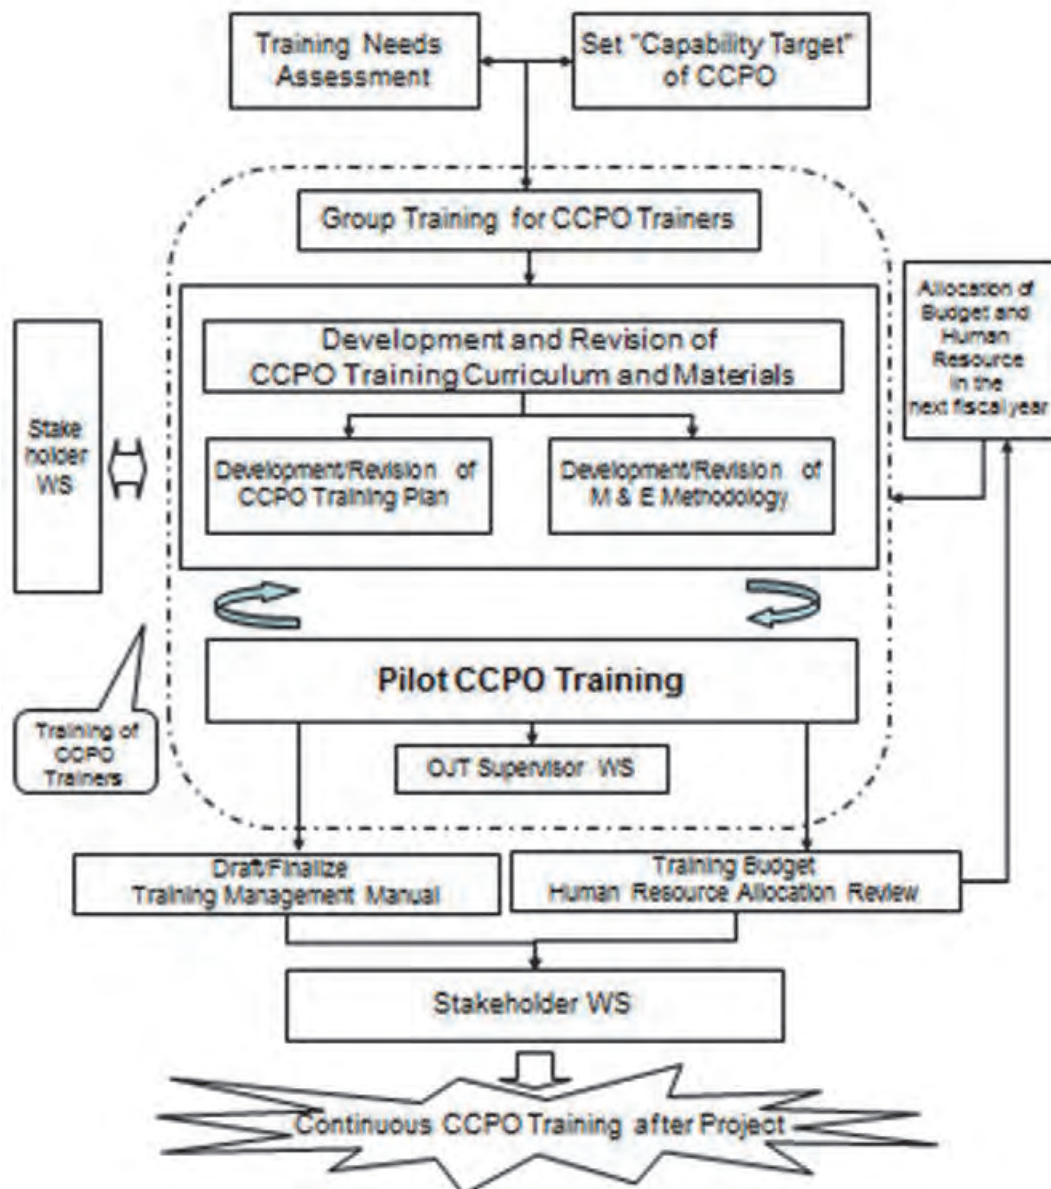 Training Needs
Assessment
Set "Capability Target"
of CCPO
Group Training for CCPO Trainers
Development and Revision of
CCPO Training Curriculum and Materials
Development/Revision of
CCPO Training Plan
Development/Revision of
M & E Methodology
Allocation of
Budget and
Human
Resource
in the
next fiscal year
Stake
holder
WS
Pilot CCPO Training
OJT Supervisor WS
Training of
CCPO
Trainers
Draft/Finalize
Training Management Manual
Training Budget
Human Resource Allocation Review
Stakeholder WS
Continuous CCPO Training after Project